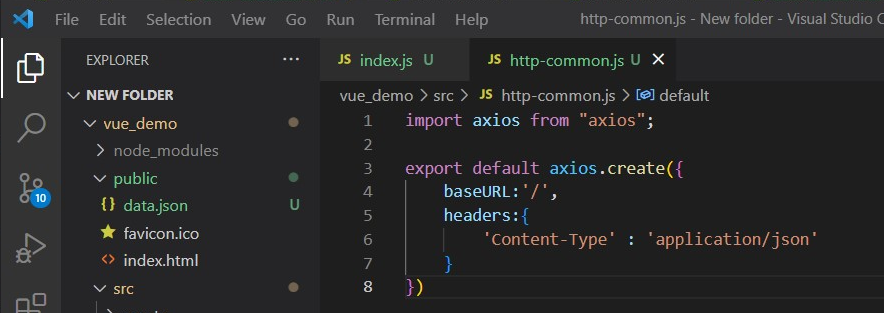 File Edit Selection View Go Run Terminal Help http-common.js - New folder - Visual Studio C
EXPLORER ...
JS index.js U JS http-common.js U
NEW FOLDER
vue_demo > src > JS http-common.js > default
vue_demo
node_modules
public
{} data.json U
favicon.ico
<> index.html
src
10
1 import axios from "axios";
2
3 export default axios.create({
4 baseURL:'/',
5 headers:{
6 'Content-Type' : 'application/json'
7 }
8 })